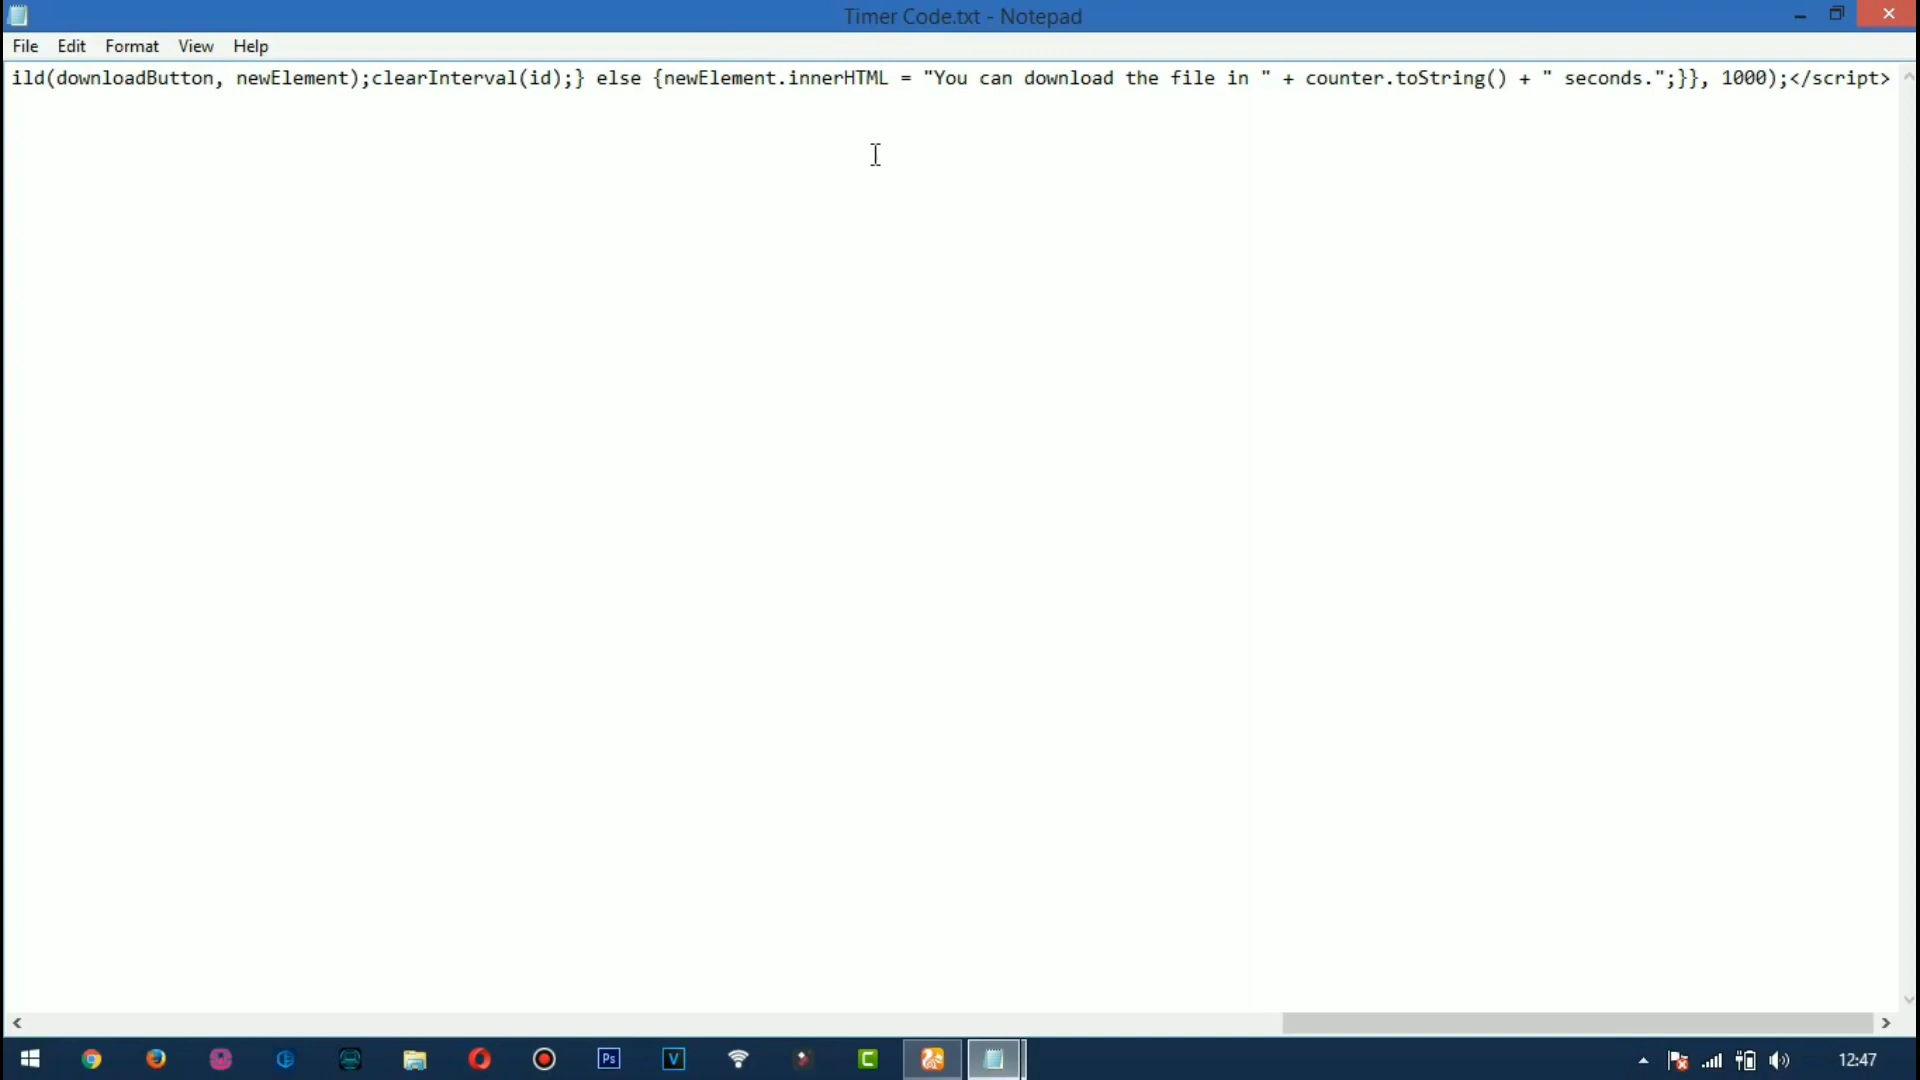 Timer Code.txt - Notepad
File Edit Format View Help
ild(downloadButton, newElement);clearInterval(id);} else {newElement.innerHTML = "You can download the file in " + counter.toString() + " seconds.";}}, 1000);</script>
Ps
V
C
12:47